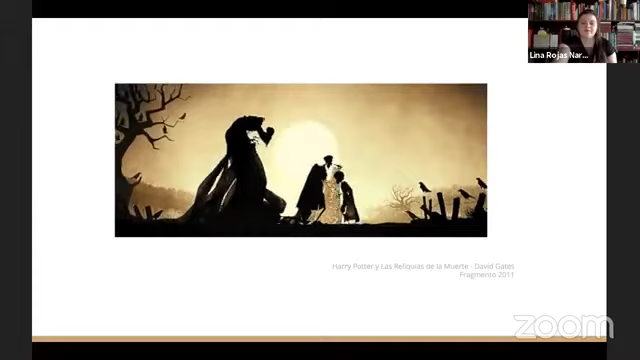 Lina Rojas Nar...
Harry Potter y Las Reliquias de la Muerte - David Gates
Fragmento 2011
zoom